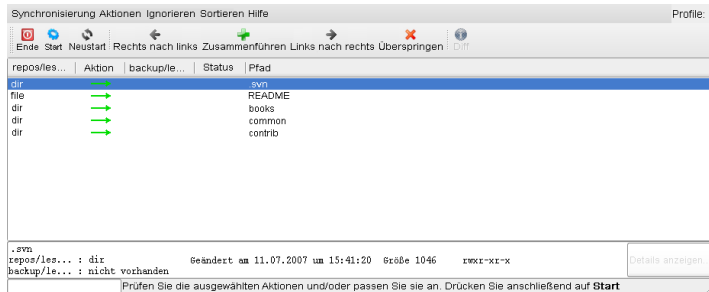 Synchronisierung Aktionen Ignorieren Sortieren Hilfe Profile:
Ende Start Neustart Rechts nach links Zusammenführen Links nach rechts Überspringen Diff
repos/les... Aktion backup/le... Status Pfad
dir .svn
file README
dir books
dir common
dir contrib
.svn
repos/les... : dir Geändert am 11.07.2007 um 15:41:20 Größe 1046 rwxr-xr-x
backup/le... : nicht vorhanden
Details anzeigen...
Prüfen Sie die ausgewählten Aktionen und/oder passen Sie sie an. Drücken Sie anschließend auf Start